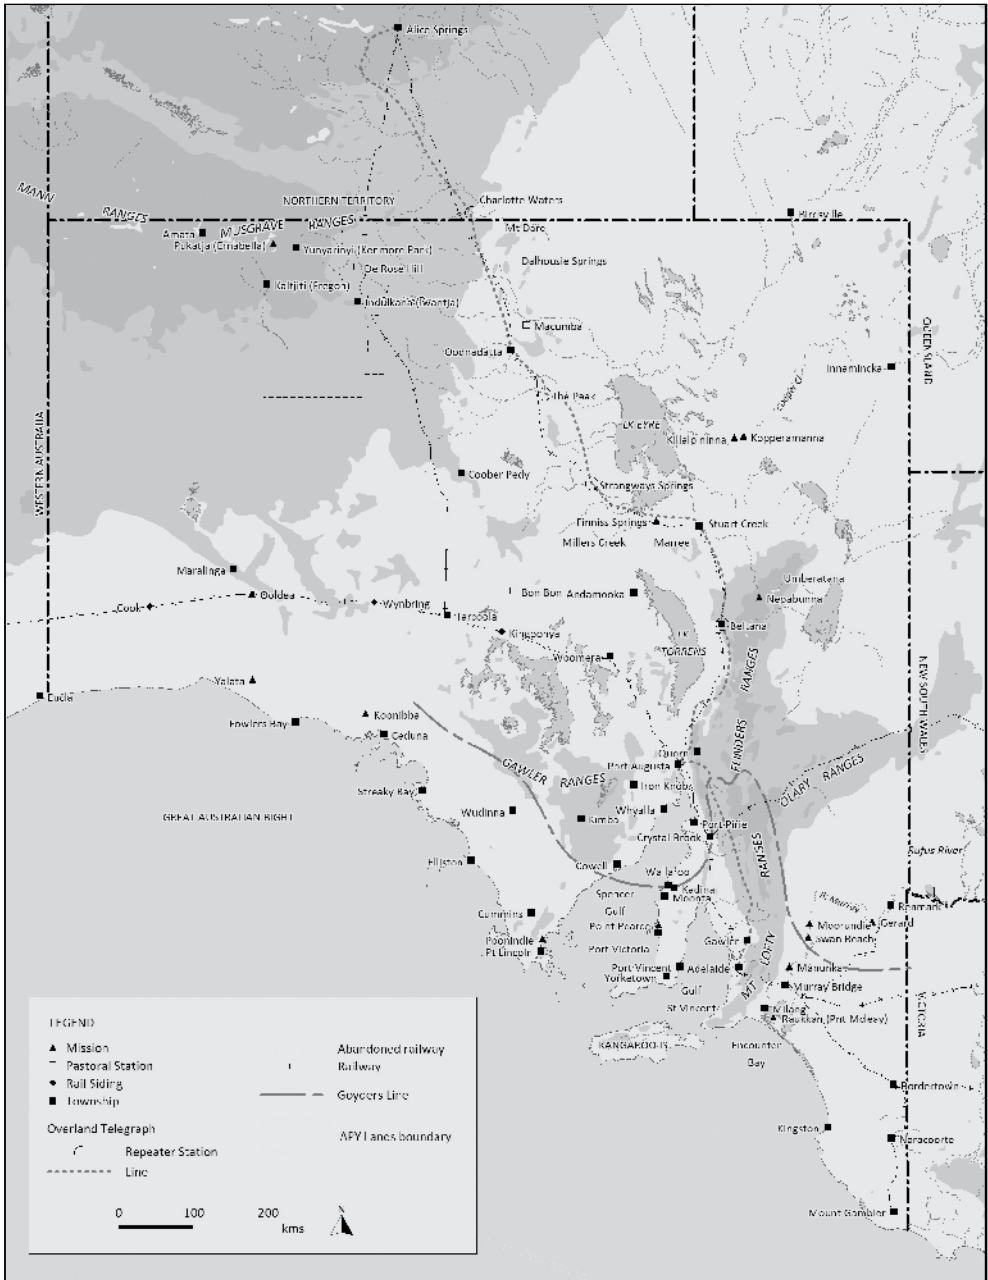 Alice Springs
MANN
RANGES
NORTHERN TERRITORY
Charlotte Waters
Birdsville
MUSGRAVE
RANGES
Amata
Pukatja (Ernabella)
Yunyarinyi (Kenmore Park)
Mt Dare
De Rose Hill
Dalhousie Springs
Kaltjiti (Fregon)
Indulkana (Iwantja)
Macumba
QUEENSLAND
Oodnadatta
Innamincka
The Peak
Cooper Cr
LK EYRE
WESTERN AUSTRALIA
Killalpininna
Kopperamanna
Coober Pedy
Strangways Springs
Finniss Springs
Stuart Creek
Millers Creek
Marree
Maralinga
Umberatana
Cook
Ooldea
Wynbring
Bon Bon
Andamooka
Nepabunna
Tarcoola
Beltana
Kingoonya
LK
TORRENS
Woomera
RANGES
Eucla
Yalata
NEW SOUTH WALES
Koonibba
Fowlers Bay
Ceduna
FLINDERS
Quorn
GAWLER
RANGES
Port Augusta
OLARY
RANGES
Streaky Bay
Iron Knob
GREAT AUSTRALIAN BIGHT
Wudinna
Kimba
Whyalla
Port Pirie
Crystal Brook
RANGES
Rufus River
Elliston
Cowell
Wallaroo
Kadina
Moonta
Spencer
Gulf
R. Murray
Renmark
Cummins
Point Pearce
Moorundie
Gerard
Swan Reach
Poonindie
Port Victoria
Gawler
LOFTY
Pt Lincoln
Port Vincent
Adelaide
Manunka
Yorketown
Gulf
MT
Murray Bridge
St Vincent
Milang
Raukkan (Pnt Mcleay)
VICTORIA
KANGAROO IS
Encounter
Bay
Bordertown
Kingston
Naracoorte
Mount Gambier
LEGEND
Mission
Pastoral Station
Rail Siding
Township
Overland Telegraph
Repeater Station
Line
Abandoned railway
Railway
Goyders Line
APY Lanes boundary
0 100 200
kms
N